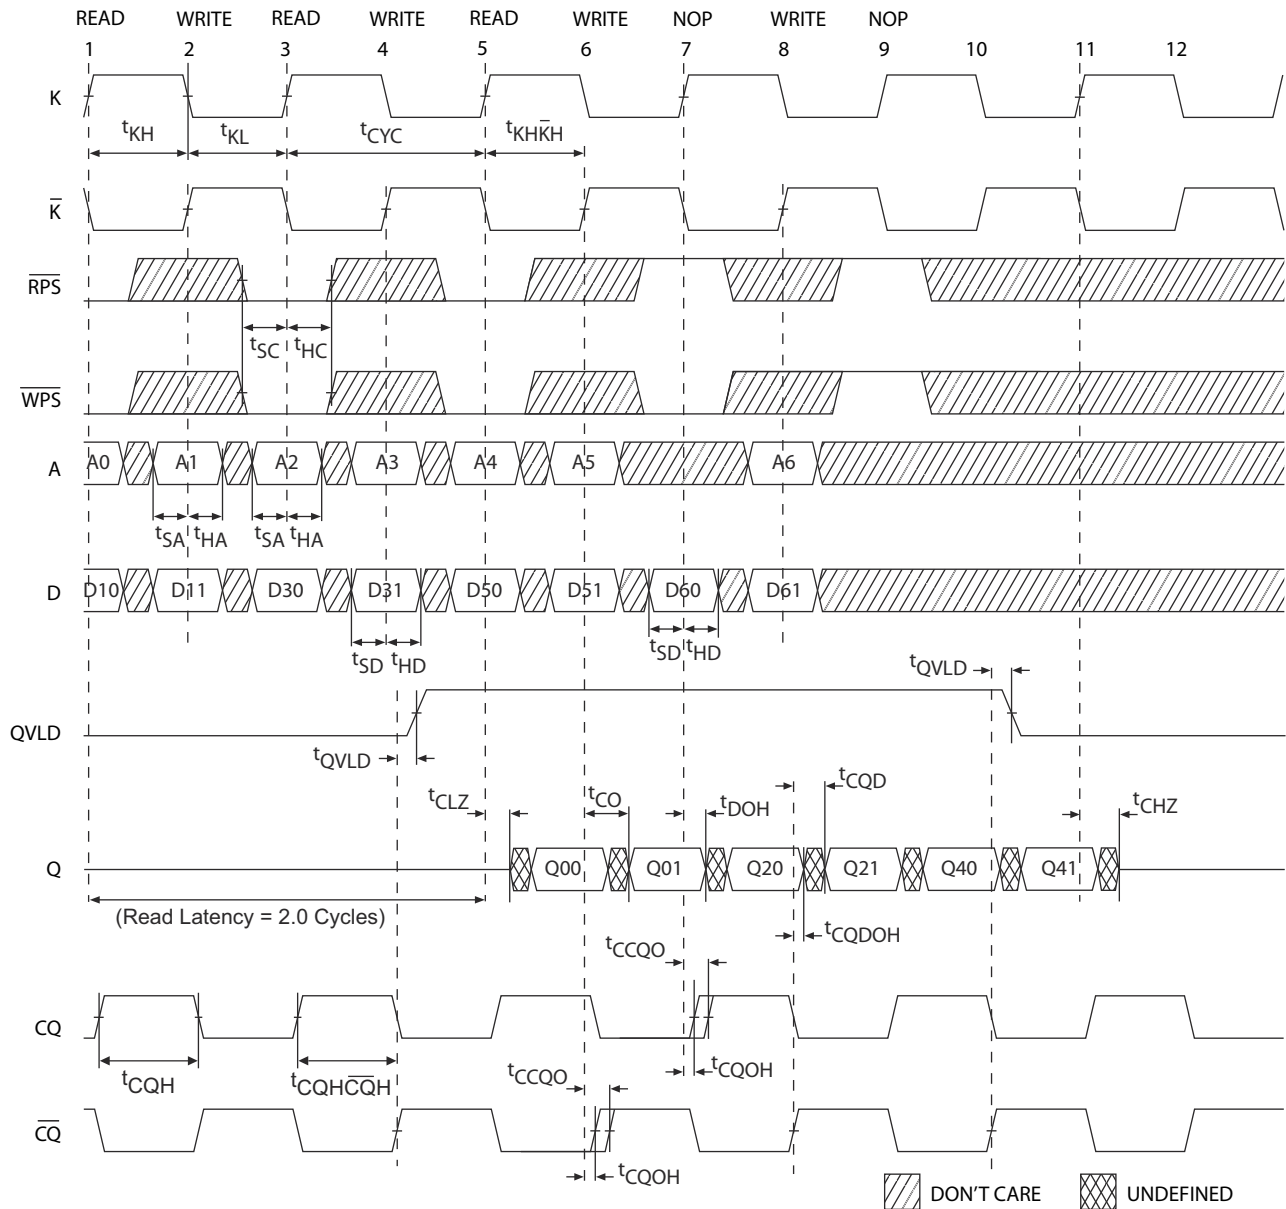 READ WRITE READ WRITE READ WRITE NOP WRITE NOP
1 2 3 4 5 6 7 8 9 10 11 12
K
tKH tKL tCYC tKHK̅H
K̅
R̅P̅S̅
tSC tHC
W̅P̅S̅
A A0 A1 A2 A3 A4 A5 A6
tSA tHA tSA tHA
D D10 D11 D30 D31 D50 D51 D60 D61
tSD tHD tSD tHD
tQVLD
QVLD
tQVLD
tCLZ tCO tDOH tCQD tCHZ
Q Q00 Q01 Q20 Q21 Q40 Q41
(Read Latency = 2.0 Cycles)
tCQDOH
tCCQO
CQ
tCQH tCQHC̅Q̅H tCCQO tCQOH
C̅Q̅
tCQOH
DON'T CARE UNDEFINED